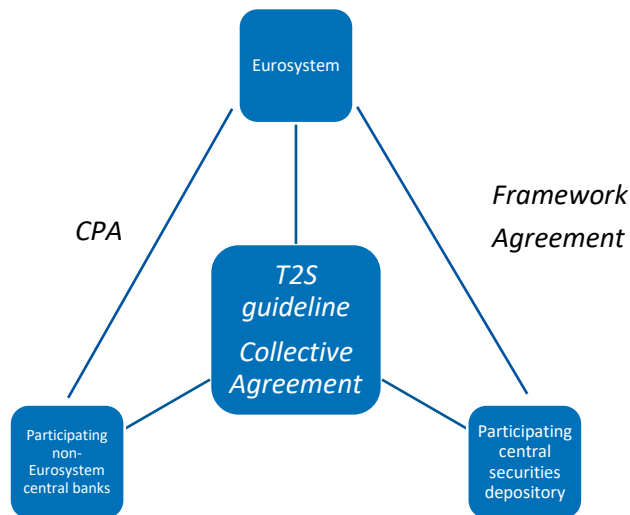 Eurosystem
CPA
Framework
Agreement
T2S
guideline
Collective
Agreement
Participating
non-
Eurosystem
central banks
Participating
central
securities
depository